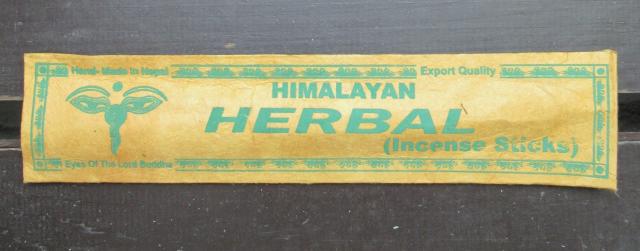 Hand- Made In Nepal
Export Quality
HIMALAYAN
HERBAL
(Incense Sticks)
Eyes Of The Lord Buddha